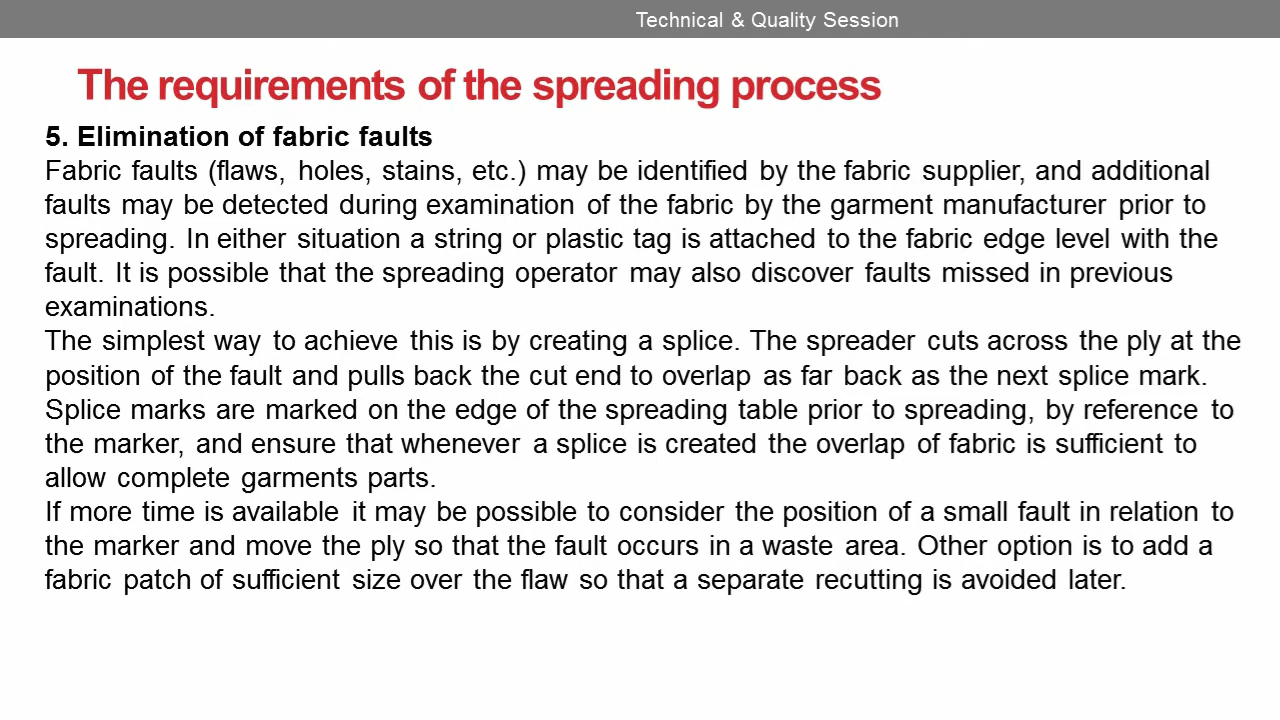 Technical & Quality Session
The requirements of the spreading process
5. Elimination of fabric faults
Fabric faults (flaws, holes, stains, etc.) may be identified by the fabric supplier, and additional
faults may be detected during examination of the fabric by the garment manufacturer prior to
spreading. In either situation a string or plastic tag is attached to the fabric edge level with the
fault. It is possible that the spreading operator may also discover faults missed in previous
examinations.
The simplest way to achieve this is by creating a splice. The spreader cuts across the ply at the
position of the fault and pulls back the cut end to overlap as far back as the next splice mark.
Splice marks are marked on the edge of the spreading table prior to spreading, by reference to
the marker, and ensure that whenever a splice is created the overlap of fabric is sufficient to
allow complete garments parts.
If more time is available it may be possible to consider the position of a small fault in relation to
the marker and move the ply so that the fault occurs in a waste area. Other option is to add a
fabric patch of sufficient size over the flaw so that a separate recutting is avoided later.